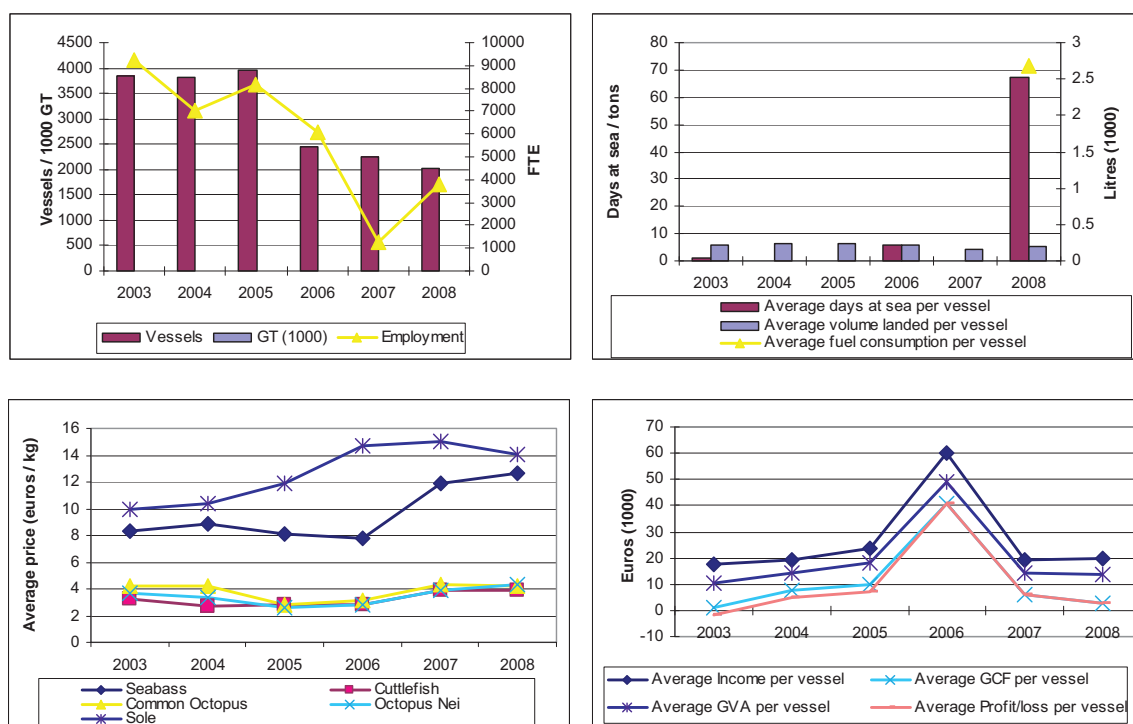 Vessels / 1000 GT
4500
4000
3500
3000
2500
2000
1500
1000
500
0
10000
9000
8000
7000
6000
5000
4000
3000
2000
1000
0
FTE
2003 2004 2005 2006 2007 2008
Vessels GT (1000) Employment
Days at sea / tons
80
70
60
50
40
30
20
10
0
3
2.5
2
1.5
1
0.5
0
Litres (1000)
2003 2004 2005 2006 2007 2008
Average days at sea per vessel
Average volume landed per vessel
Average fuel consumption per vessel
Average price (euros / kg)
16
14
12
10
8
6
4
2
0
2003 2004 2005 2006 2007 2008
Seabass Cuttlefish
Common Octopus Octopus Nei
Sole
Euros (1000)
70
60
50
40
30
20
10
0
-10
2003 2004 2005 2006 2007 2008
Average Income per vessel Average GCF per vessel
Average GVA per vessel Average Profit/loss per vessel